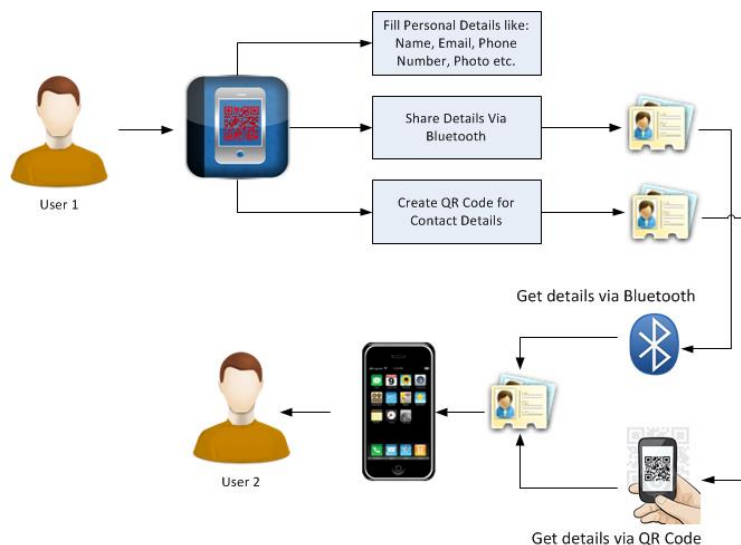 Fill Personal Details like:
Name, Email, Phone
Number, Photo etc.
Share Details Via
Bluetooth
User 1
Create QR Code for
Contact Details
Get details via Bluetooth
User 2
Get details via QR Code